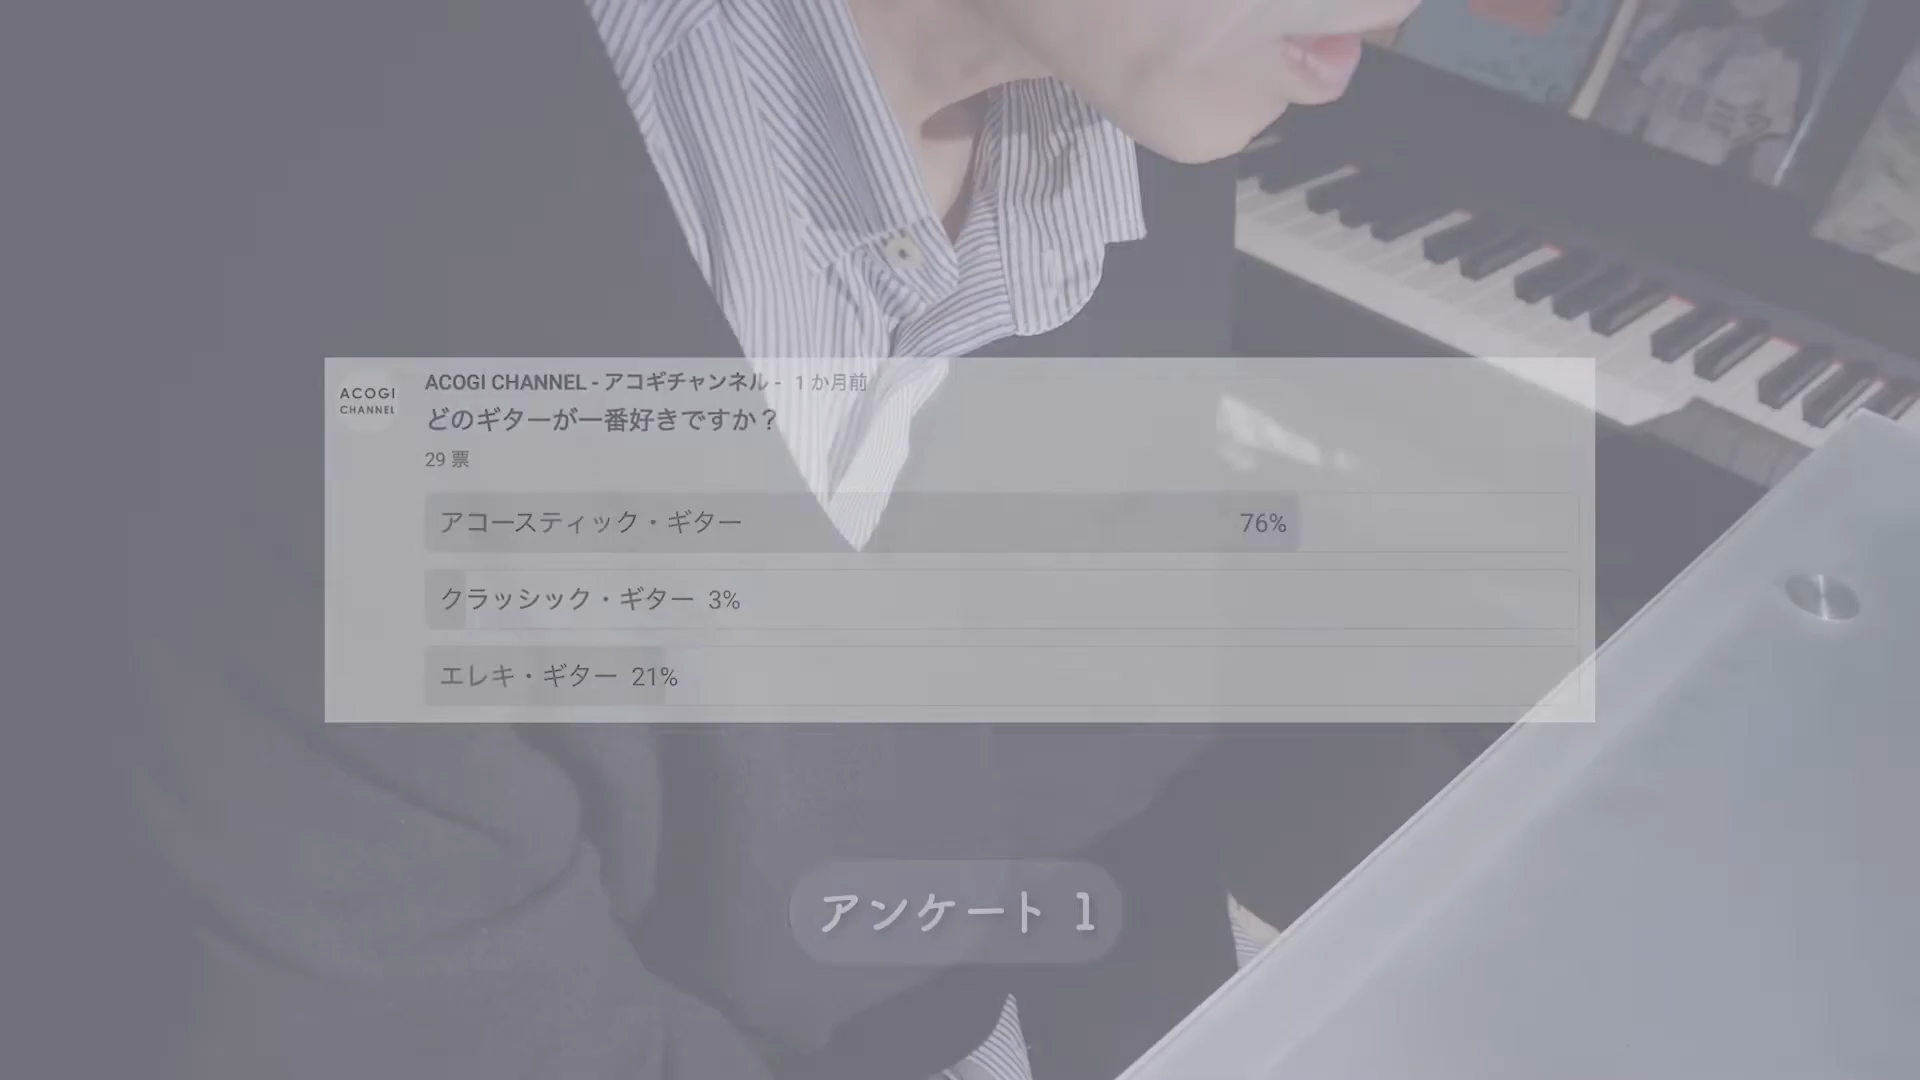 ACOGI
CHANNEL
ACOGI CHANNEL - アコギチャンネル - 1 か月前
どのギターが一番好きですか？
29 票
アコースティック・ギター 76%
クラッシック・ギター 3%
エレキ・ギター 21%
アンケート 1